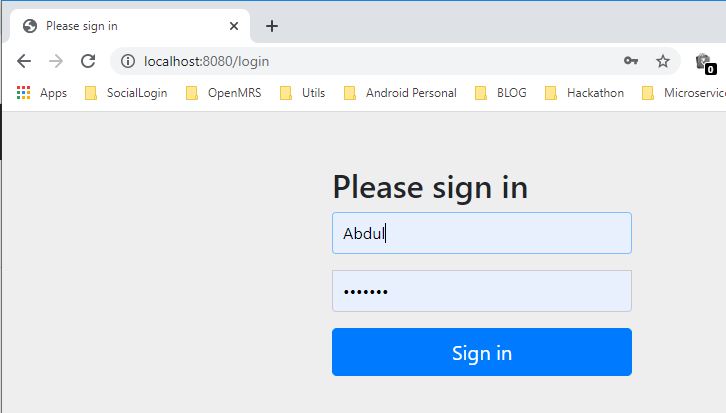 Please sign in
localhost:8080/login
0
Apps SocialLogin OpenMRS Utils Android Personal BLOG Hackathon Microservic
Please sign in
Abdul
•••••••
Sign in